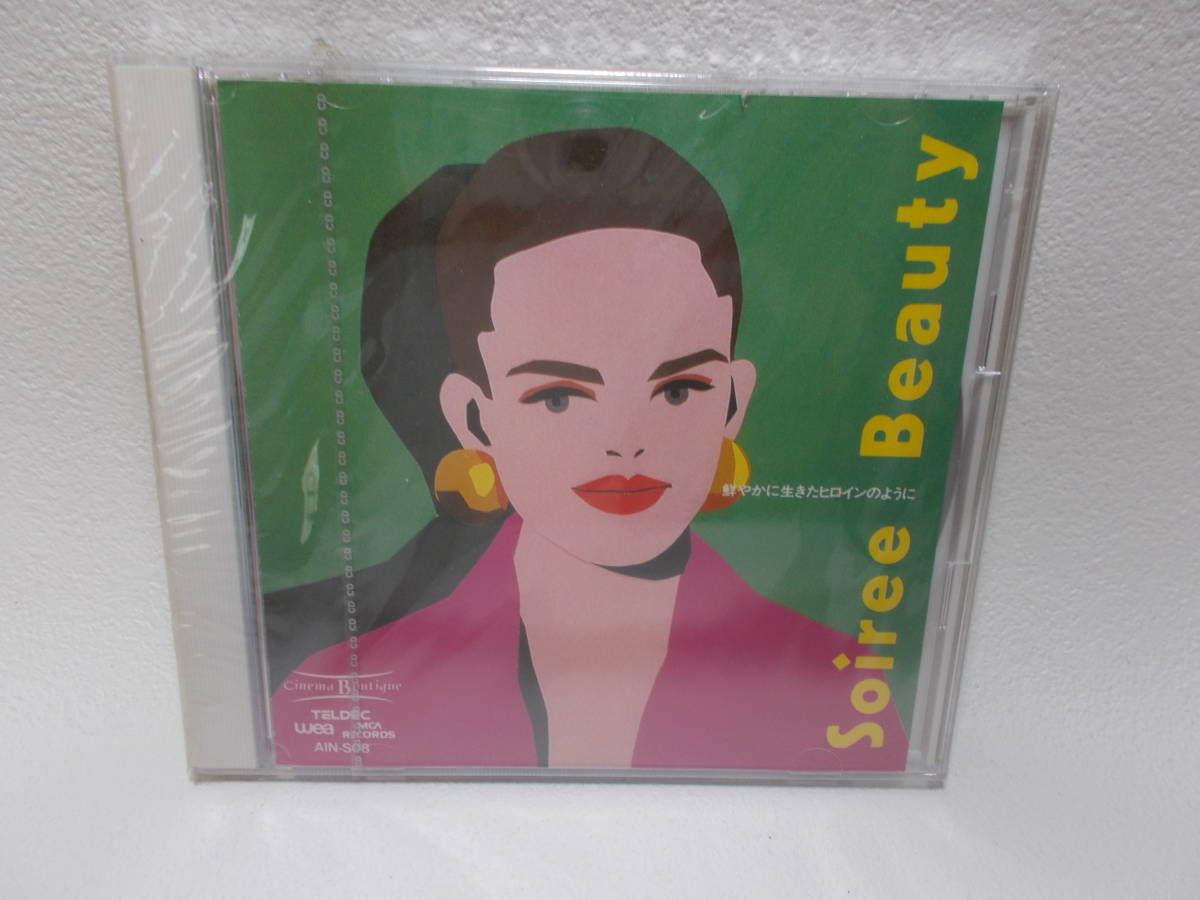 Soiree Beauty
鮮やかに生きたヒロインのように
Cinema Boutique
TELDEC
wea MCA RECORDS
AIN-S08